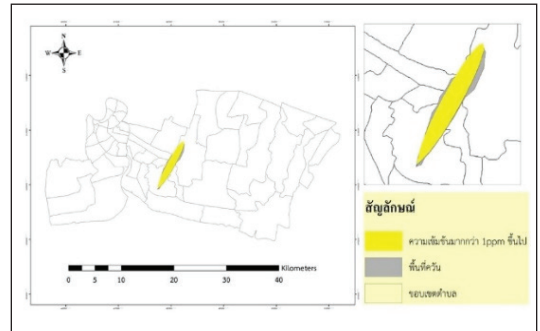 N
W E
S
Kilometers
0 5 10 20 30 40
สัญลักษณ์
ความเข้มข้นมากกว่า 1ppm ขึ้นไป
พื้นที่ควัน
ขอบเขตตำบล